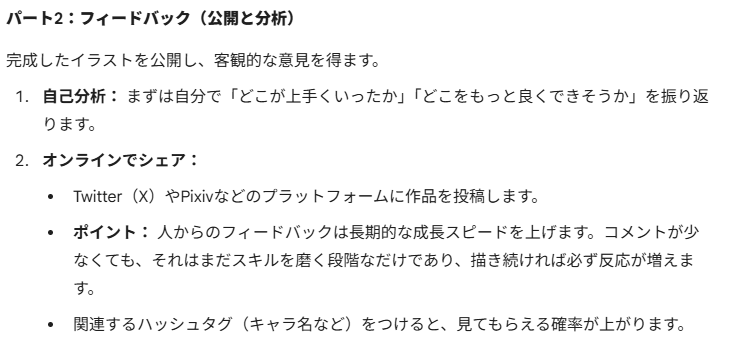 パート2：フィードバック（公開と分析）
完成したイラストを公開し、客観的な意見を得ます。
1. 自己分析： まずは自分で「どこが上手くいったか」「どこをもっと良くできそうか」を振り返
ります。
2. オンラインでシェア：
• Twitter（X）やPixivなどのプラットフォームに作品を投稿します。
• ポイント： 人からのフィードバックは長期的な成長スピードを上げます。コメントが少
なくても、それはまだスキルを磨く段階なだけであり、描き続ければ必ず反応が増えま
す。
• 関連するハッシュタグ（キャラ名など）をつけると、見てもらえる確率が上がります。